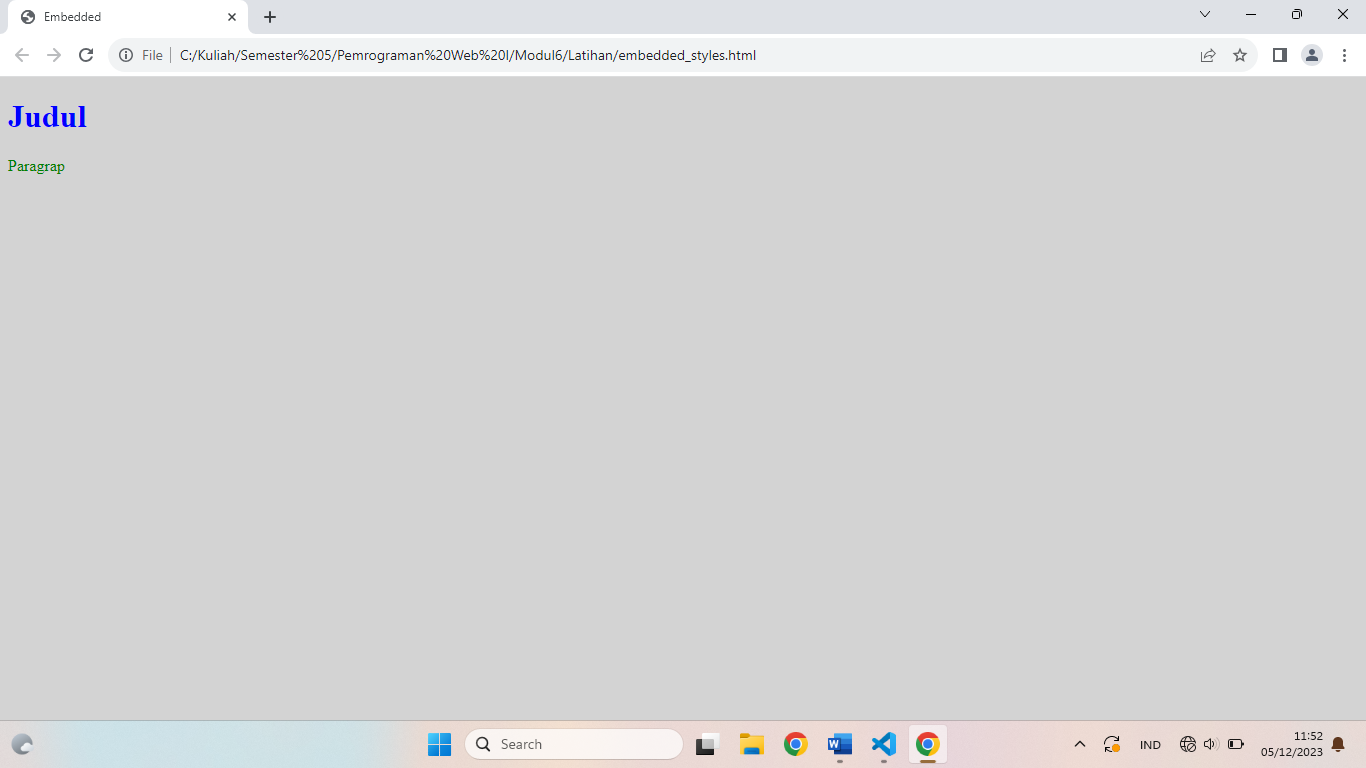 Embedded
File C:/Kuliah/Semester%205/Pemrograman%20Web%20I/Modul6/Latihan/embedded_styles.html
Judul
Paragrap
Search
W
IND
11:52
05/12/2023